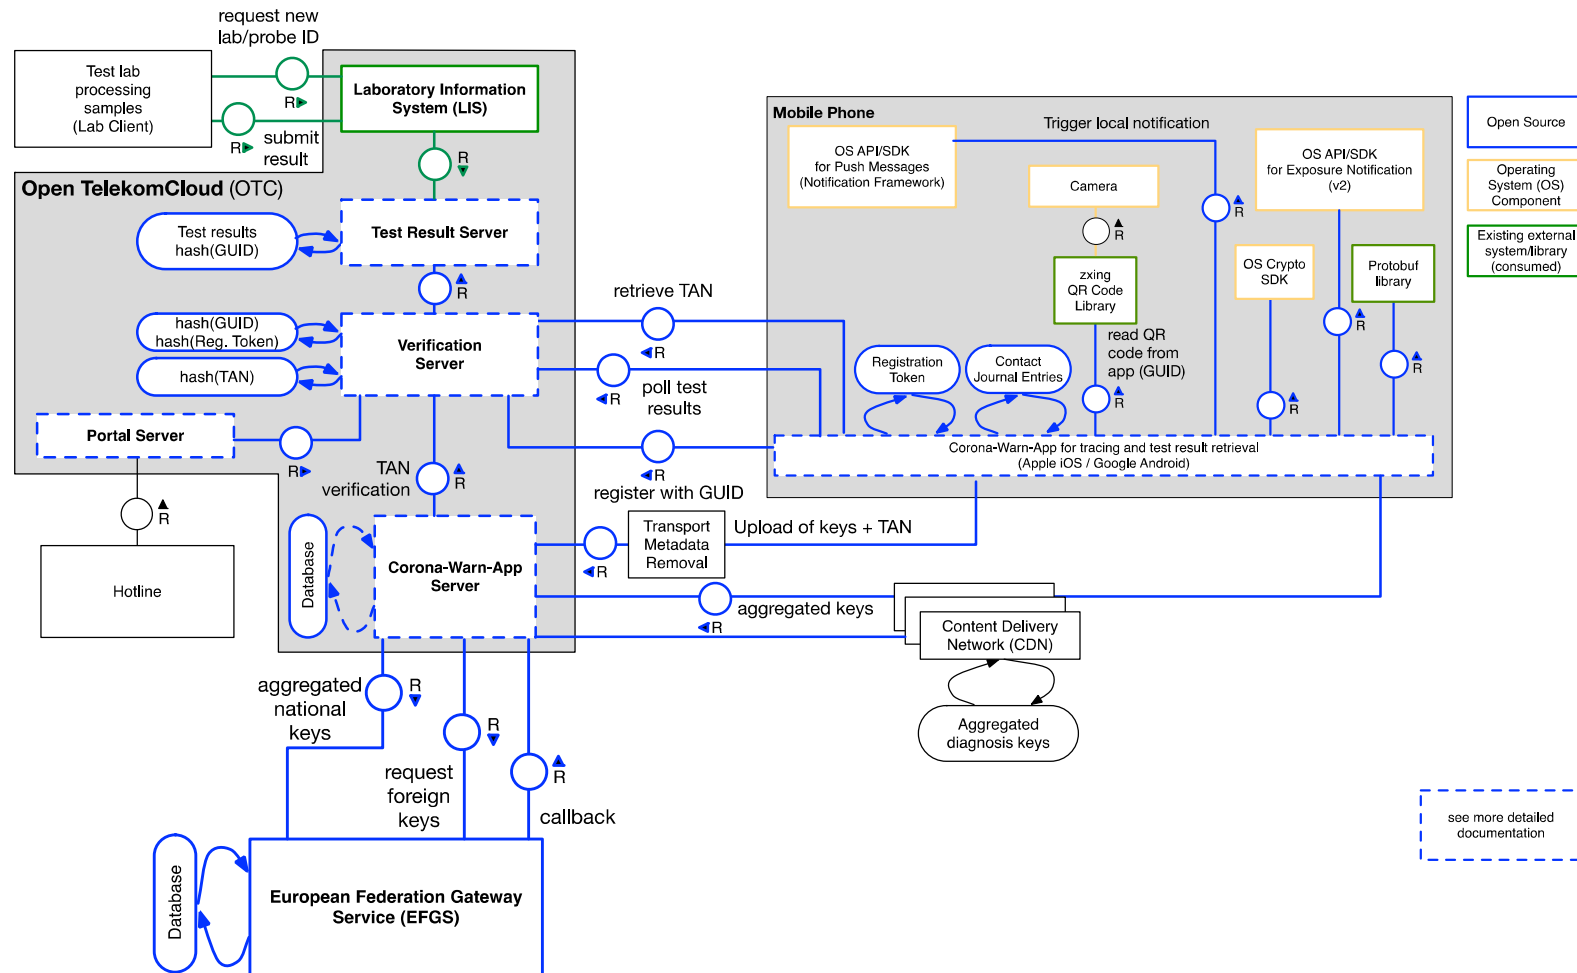 request new
lab/probe ID
Test lab
processing
samples
(Lab Client)
R
R
submit
result
Laboratory Information
System (LIS)
R
Open TelekomCloud (OTC)
Test results
hash(GUID)
Test Result Server
R
hash(GUID)
hash(Reg. Token)
hash(TAN)
Verification
Server
Portal Server
R
TAN
verification
R
R
Hotline
Database
Corona-Warn-App
Server
retrieve TAN
R
poll test
results
R
R
register with GUID
Transport
Metadata
Removal
R
Upload of keys + TAN
aggregated keys
R
Content Delivery
Network (CDN)
Aggregated
diagnosis keys
Mobile Phone
OS API/SDK
for Push Messages
(Notification Framework)
Trigger local notification
Camera
R
zxing
QR Code
Library
read QR
code from
app (GUID)
R
R
OS API/SDK
for Exposure Notification
(v2)
OS Crypto
SDK
Protobuf
library
R
R
R
Registration
Token
Contact
Journal Entries
Corona-Warn-App for tracing and test result retrieval
(Apple iOS / Google Android)
Open Source
Operating
System (OS)
Component
Existing external
system/library
(consumed)
aggregated
national
keys
R
request
foreign
keys
R
callback
R
Database
European Federation Gateway
Service (EFGS)
see more detailed
documentation